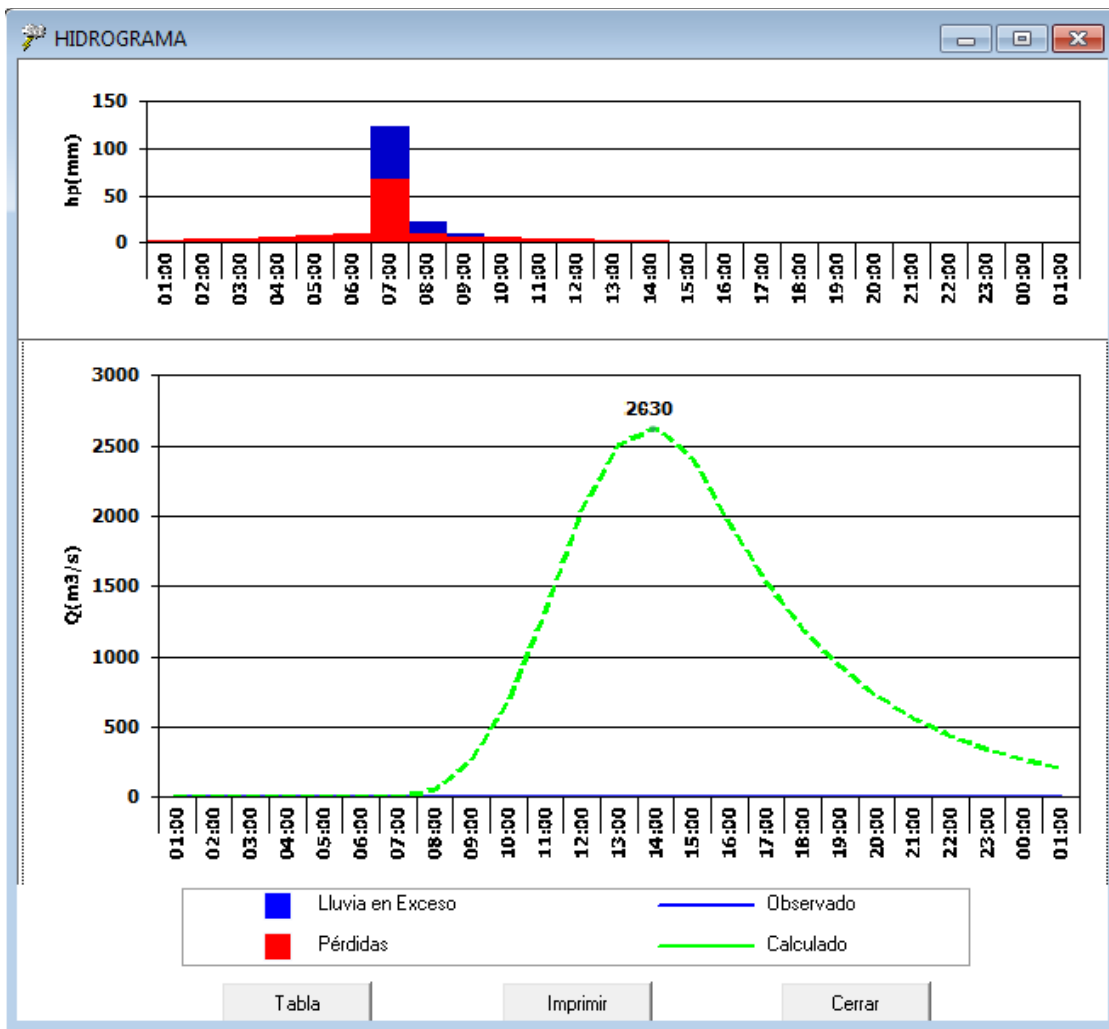 HIDROGRAMA
150
100
50
0
hp(mm)
01:00 02:00 03:00 04:00 05:00 06:00 07:00 08:00 09:00 10:00 11:00 12:00 13:00 14:00 15:00 16:00 17:00 18:00 19:00 20:00 21:00 22:00 23:00 00:00 01:00
3000
2630
2500
2000
1500
1000
500
0
Q(m3/s)
01:00 02:00 03:00 04:00 05:00 06:00 07:00 08:00 09:00 10:00 11:00 12:00 13:00 14:00 15:00 16:00 17:00 18:00 19:00 20:00 21:00 22:00 23:00 00:00 01:00
Lluvia en Exceso Observado
Pérdidas Calculado
Tabla Imprimir Cerrar